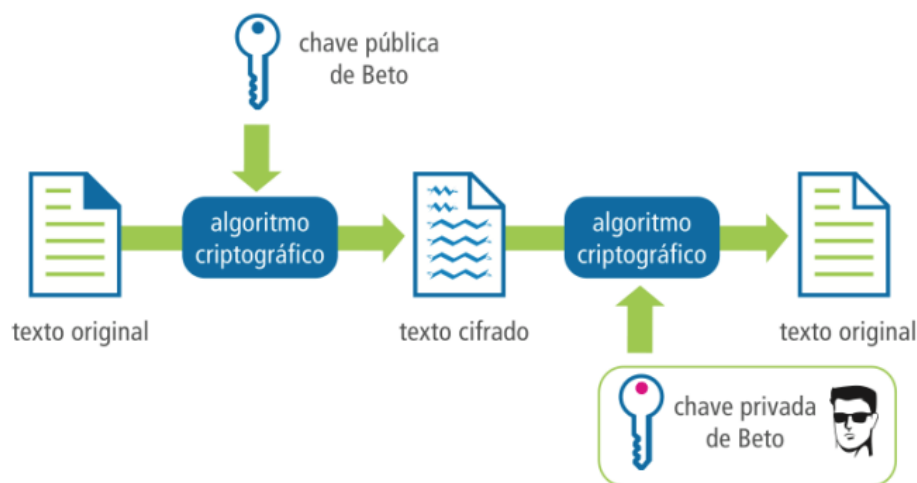 chave pública
de Beto
algoritmo
criptográfico
algoritmo
criptográfico
texto original
texto cifrado
texto original
chave privada
de Beto